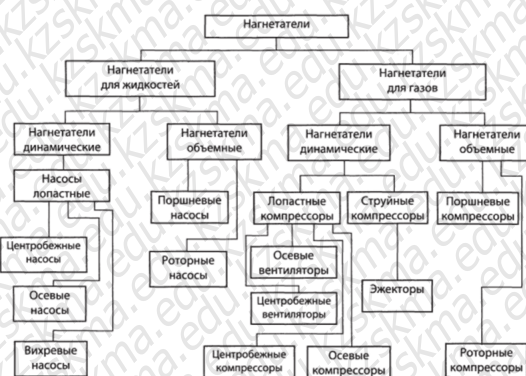 Нагнетатели
Нагнетатели
для жидкостей
Нагнетатели
для газов
Нагнетатели
динамические
Нагнетатели
объемные
Нагнетатели
динамические
Нагнетатели
объемные
Насосы
лопастные
Поршневые
насосы
Лопастные
компрессоры
Струйные
компрессоры
Поршневые
компрессоры
Центробежные
насосы
Роторные
насосы
Осевые
вентиляторы
Эжекторы
Осевые
насосы
Центробежные
вентиляторы
Вихревые
насосы
Центробежные
компрессоры
Осевые
компрессоры
Роторные
компрессоры